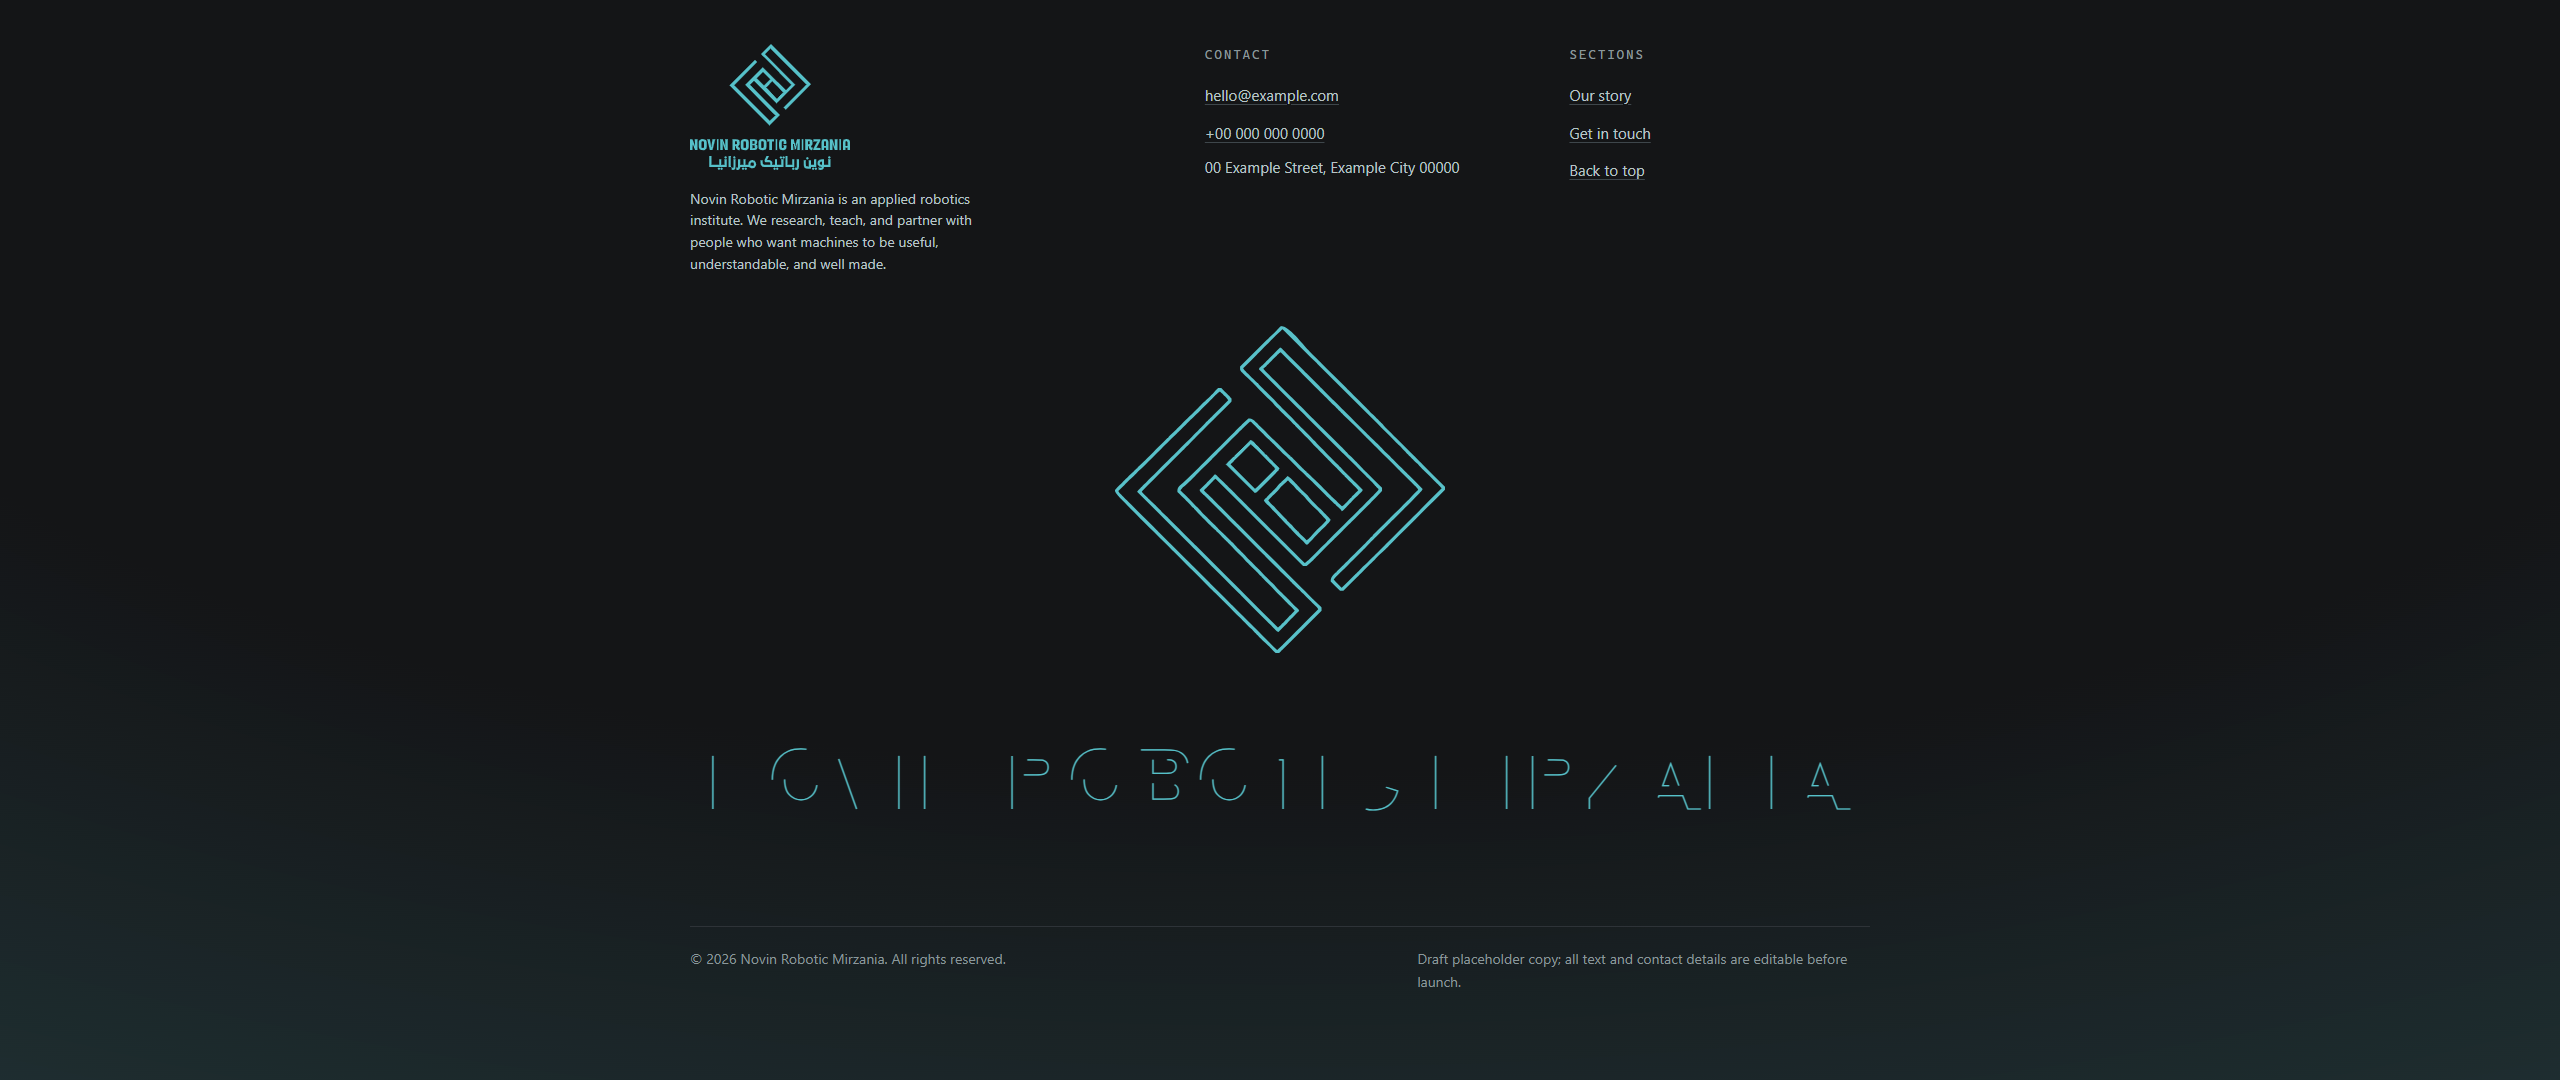 NOVIN ROBOTIC MIRZANIA
نوین رباتیک میرزانیا
Novin Robotic Mirzania is an applied robotics
institute. We research, teach, and partner with
people who want machines to be useful,
understandable, and well made.
CONTACT
hello@example.com
+00 000 000 0000
00 Example Street, Example City 00000
SECTIONS
Our story
Get in touch
Back to top
NOVIN ROBOTIC MIRZANIA
© 2026 Novin Robotic Mirzania. All rights reserved.
Draft placeholder copy; all text and contact details are editable before
launch.